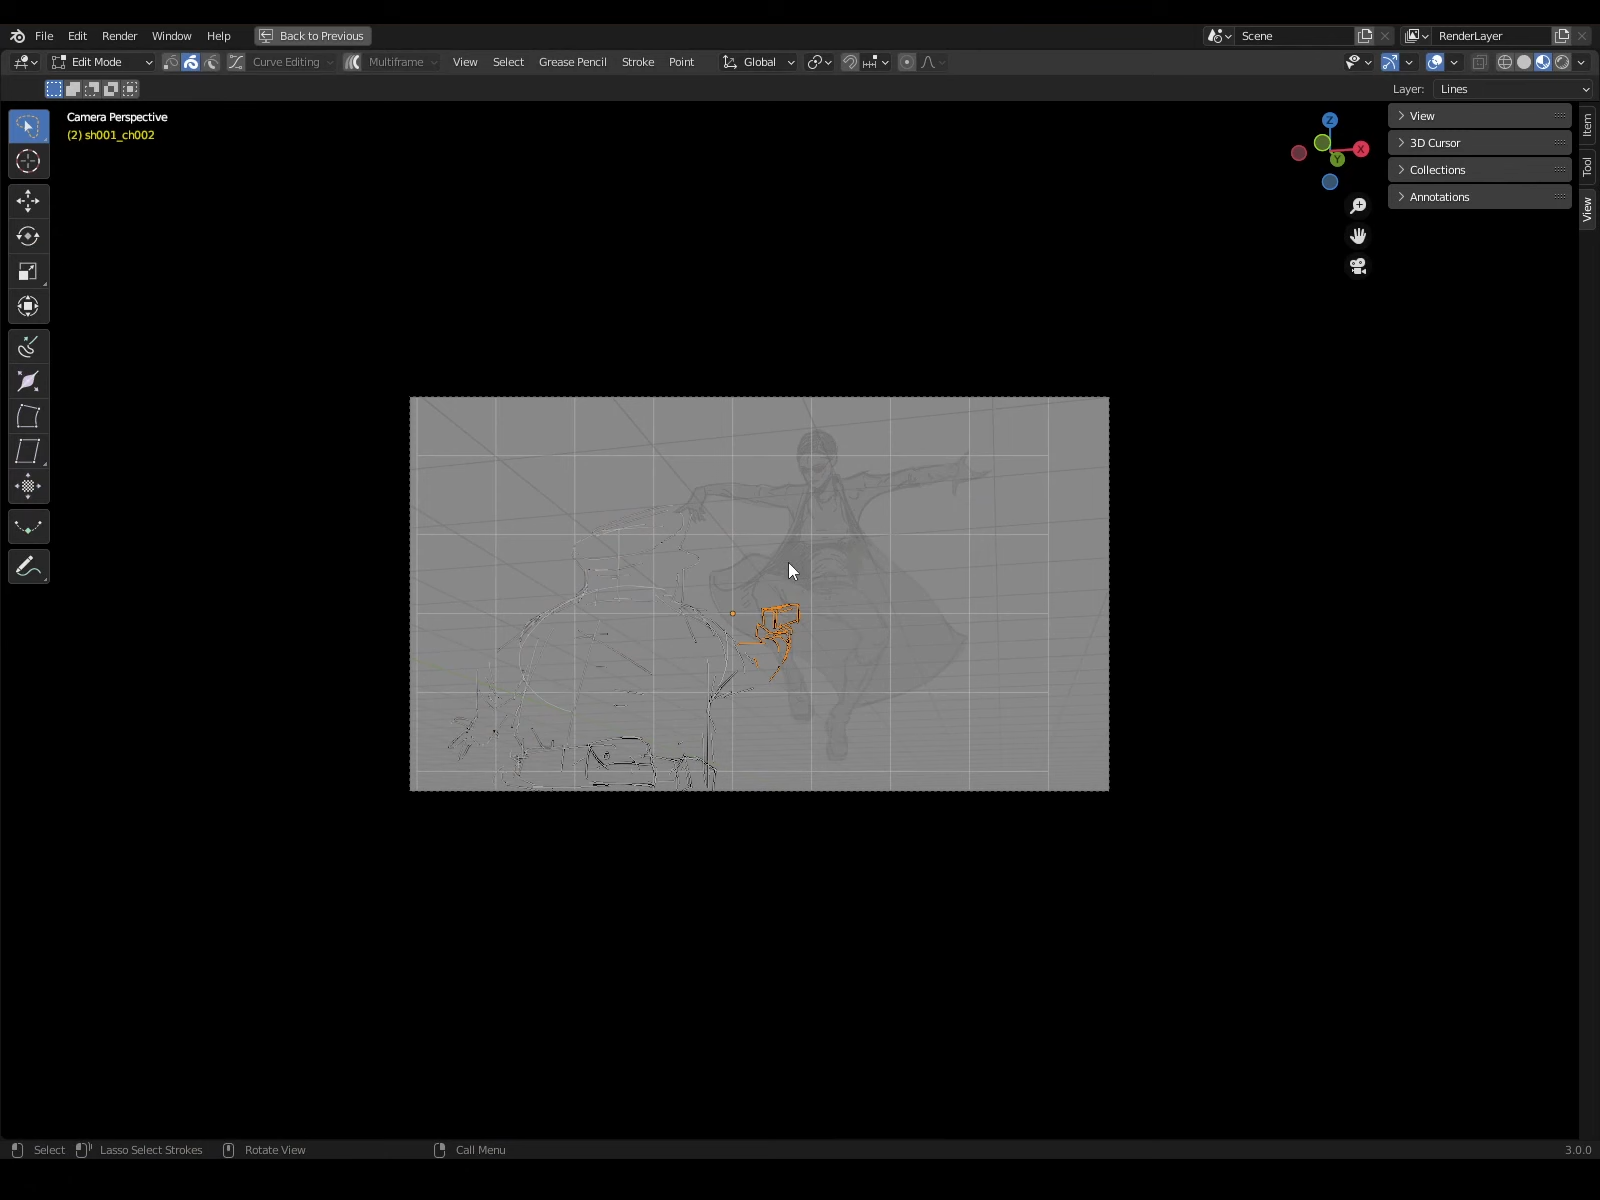 File Edit Render Window Help Back to Previous Scene RenderLayer
Edit Mode Curve Editing Multiframe View Select Grease Pencil Stroke Point Global
Layer: Lines
Camera Perspective
(2) sh001_ch002
Z
X
Y
View
3D Cursor
Collections
Annotations
Item
Tool
View
Select Lasso Select Strokes Rotate View Call Menu 3.0.0